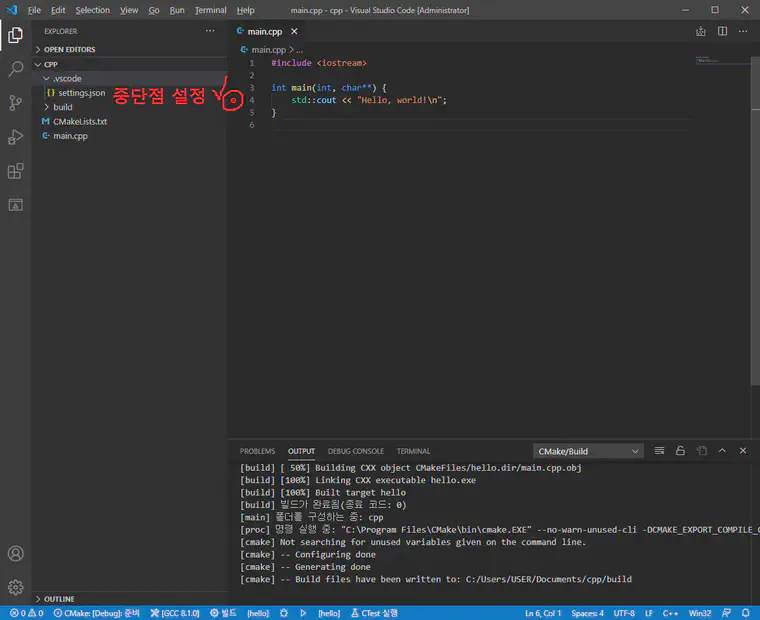 File Edit Selection View Go Run Terminal Help main.cpp - cpp - Visual Studio Code [Administrator]
EXPLORER
OPEN EDITORS
CPP
.vscode
settings.json
build
CMakeLists.txt
main.cpp
중단점 설정
main.cpp
main.cpp > ...
1 #include <iostream>
2
3 int main(int, char**) {
4 std::cout << "Hello, world!\n";
5 }
6
PROBLEMS OUTPUT DEBUG CONSOLE TERMINAL CMake/Build
[build] [ 50%] Building CXX object CMakeFiles/hello.dir/main.cpp.obj
[build] [100%] Linking CXX executable hello.exe
[build] [100%] Built target hello
[build] 빌드가 완료됨(종료 코드: 0)
[main] 폴더를 구성하는 중: cpp
[proc] 명령 실행 중: "C:\Program Files\CMake\bin\cmake.EXE" --no-warn-unused-cli -DCMAKE_EXPORT_COMPILE_
[cmake] Not searching for unused variables given on the command line.
[cmake] -- Configuring done
[cmake] -- Generating done
[cmake] -- Build files have been written to: C:/Users/USER/Documents/cpp/build
OUTLINE
0 0 CMake: [Debug]: 준비 [GCC 8.1.0] 빌드 [hello] [hello] CTest 실행 Ln 6, Col 1 Spaces: 4 UTF-8 LF C++ Win32